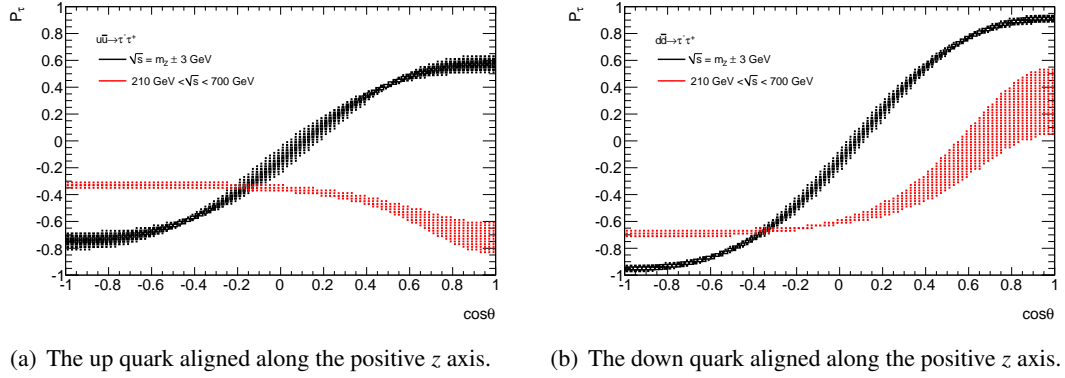 Pτ
1
0.8
0.6
0.4
0.2
0
-0.2
-0.4
-0.6
-0.8
-1
uū→τ⁻τ⁺
√s = m_z ± 3 GeV
210 GeV <√s < 700 GeV
-1 -0.8 -0.6 -0.4 -0.2 0 0.2 0.4 0.6 0.8 1
cosθ
(a) The up quark aligned along the positive z axis.
Pτ
1
0.8
0.6
0.4
0.2
0
-0.2
-0.4
-0.6
-0.8
-1
dd̄→τ⁻τ⁺
√s = m_z ± 3 GeV
210 GeV <√s < 700 GeV
-1 -0.8 -0.6 -0.4 -0.2 0 0.2 0.4 0.6 0.8 1
cosθ
(b) The down quark aligned along the positive z axis.